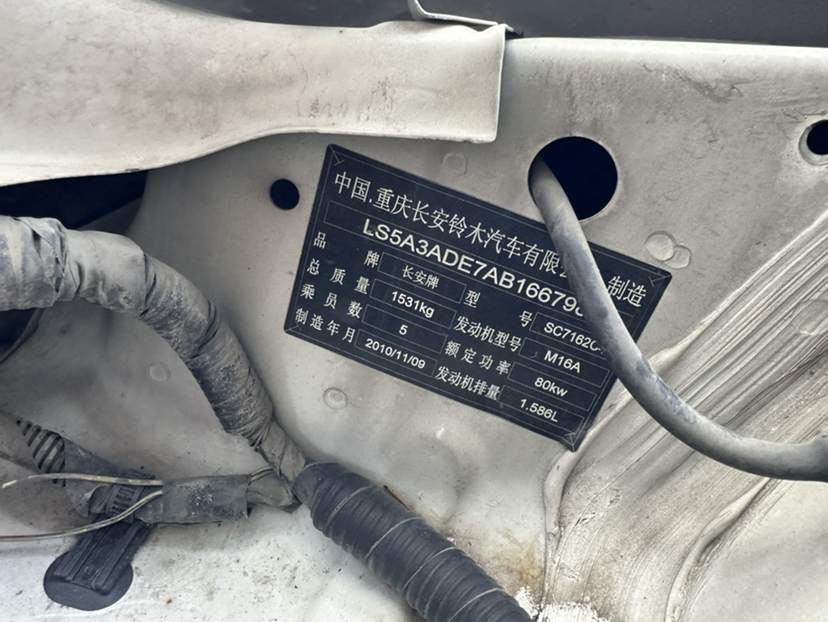 中国.重庆长安铃木汽车有限 制造
LS5A3ADE7AB16679
品 牌 长安牌 型 号 SC7162C
总 质 量 1531kg 发动机型号 M16A
乘 员 数 5 额 定 功 率 80kw
制 造 年 月 2010/11/09 发动机排量 1.586L